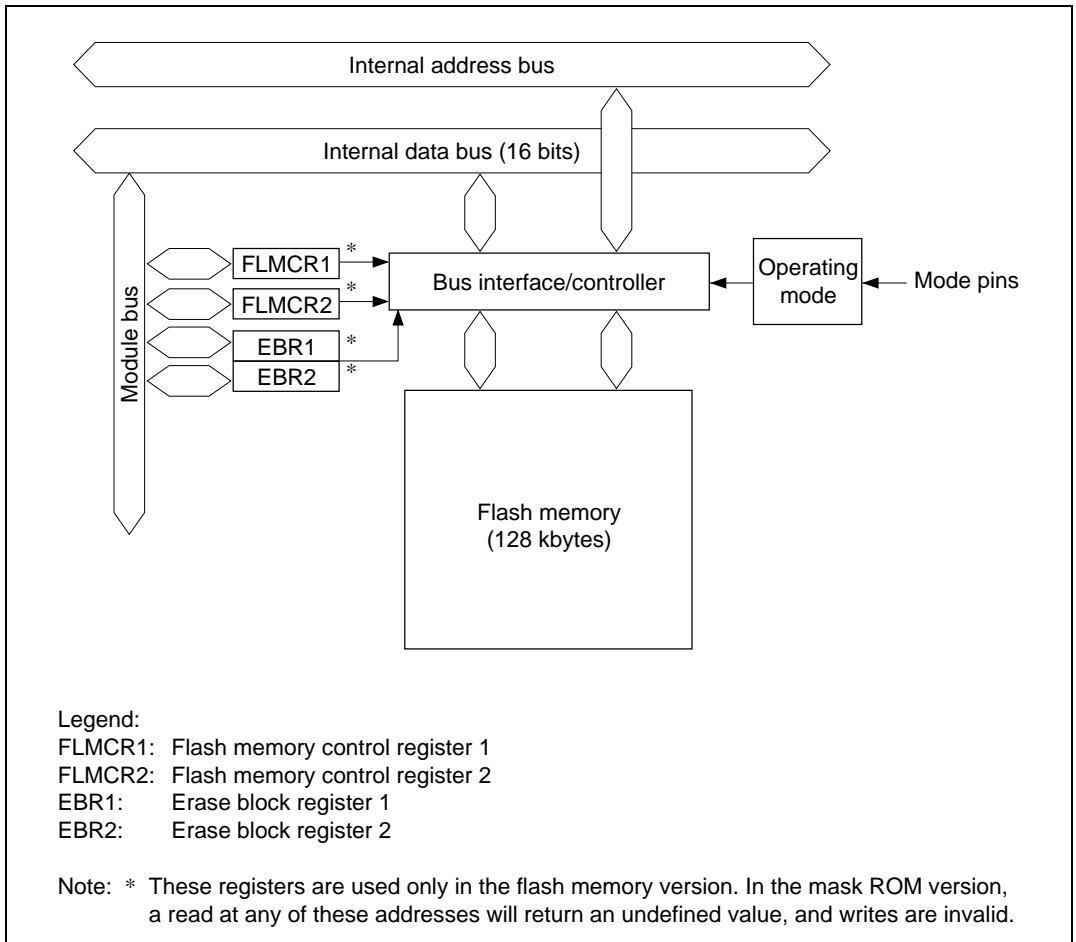 Internal address bus
Internal data bus (16 bits)
Module bus
FLMCR1 *
FLMCR2 *
EBR1 *
EBR2 *
Bus interface/controller
Operating
mode
Mode pins
Flash memory
(128 kbytes)
Legend:
FLMCR1: Flash memory control register 1
FLMCR2: Flash memory control register 2
EBR1: Erase block register 1
EBR2: Erase block register 2
Note: * These registers are used only in the flash memory version. In the mask ROM version,
a read at any of these addresses will return an undefined value, and writes are invalid.